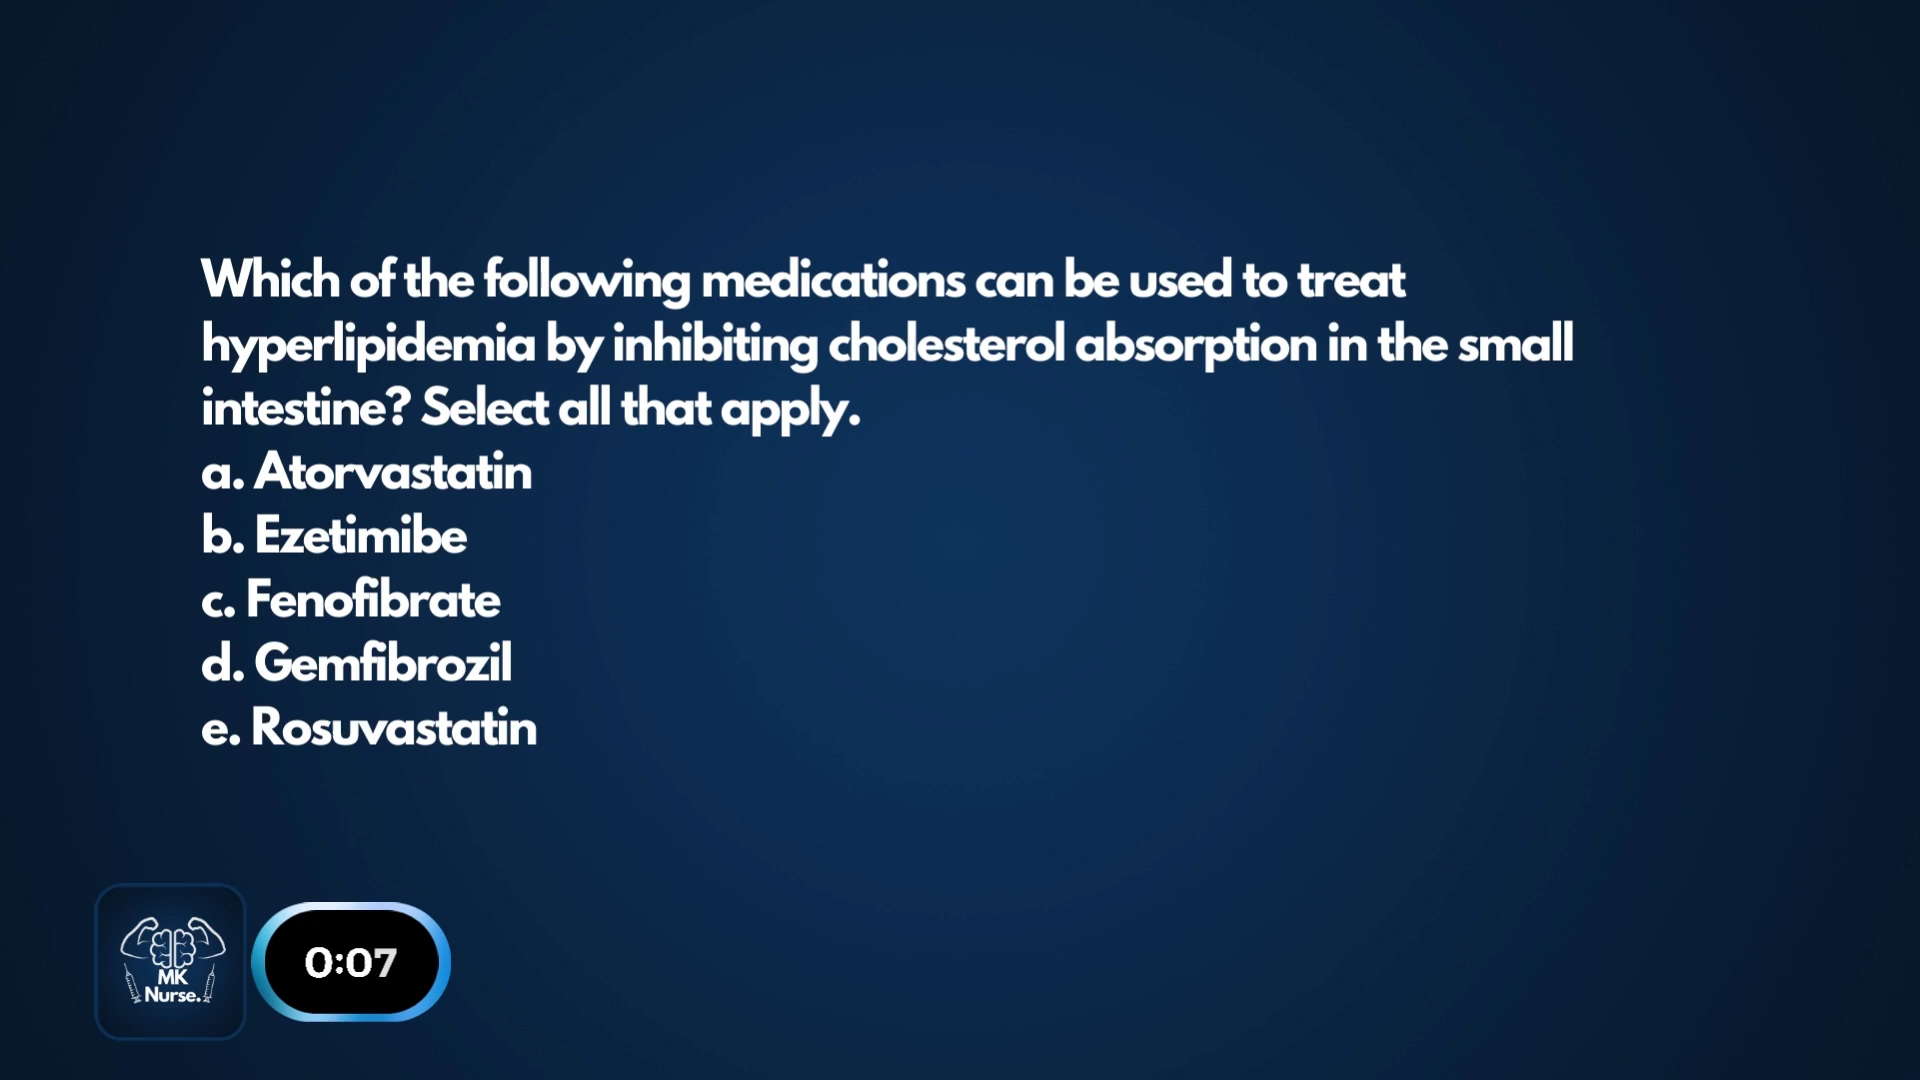 Which of the following medications can be used to treat
hyperlipidemia by inhibiting cholesterol absorption in the small
intestine? Select all that apply.
a. Atorvastatin
b. Ezetimibe
c. Fenofibrate
d. Gemfibrozil
e. Rosuvastatin
MK
Nurse.
0:07